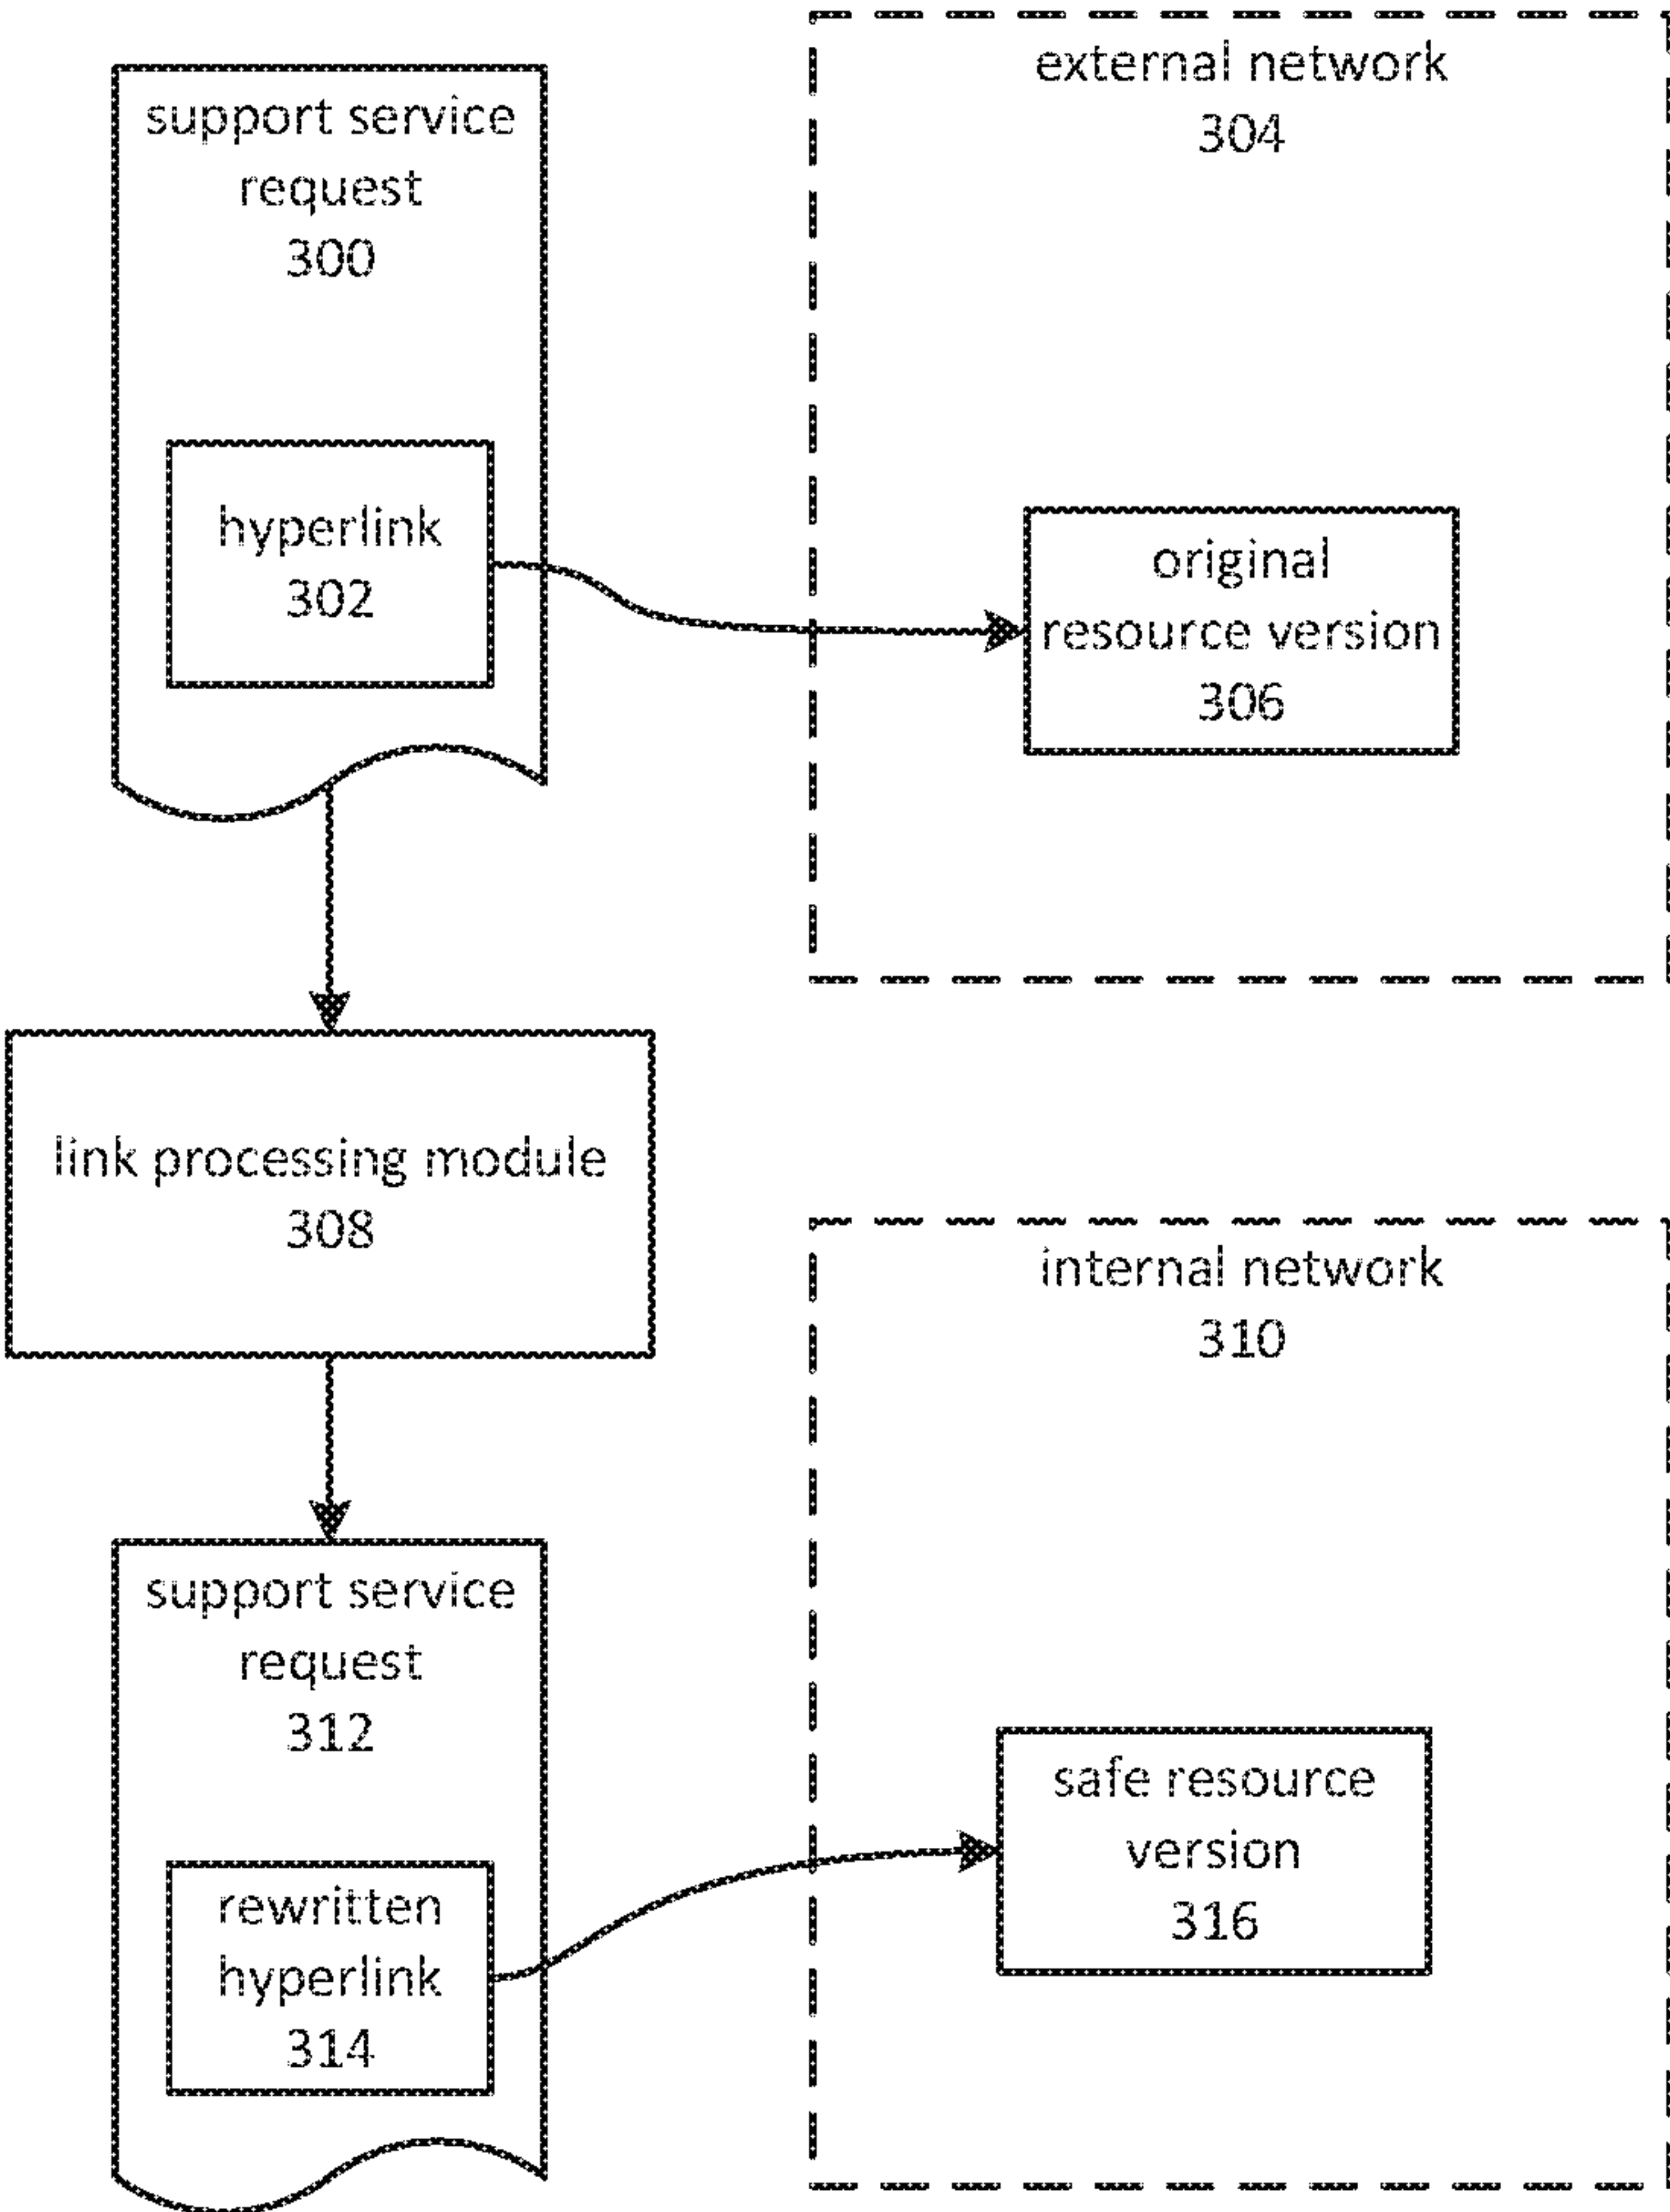 support service
request
300
hyperlink
302
external network
304
original
resource version
306
link processing module
308
internal network
310
support service
request
312
rewritten
hyperlink
314
safe resource
version
316